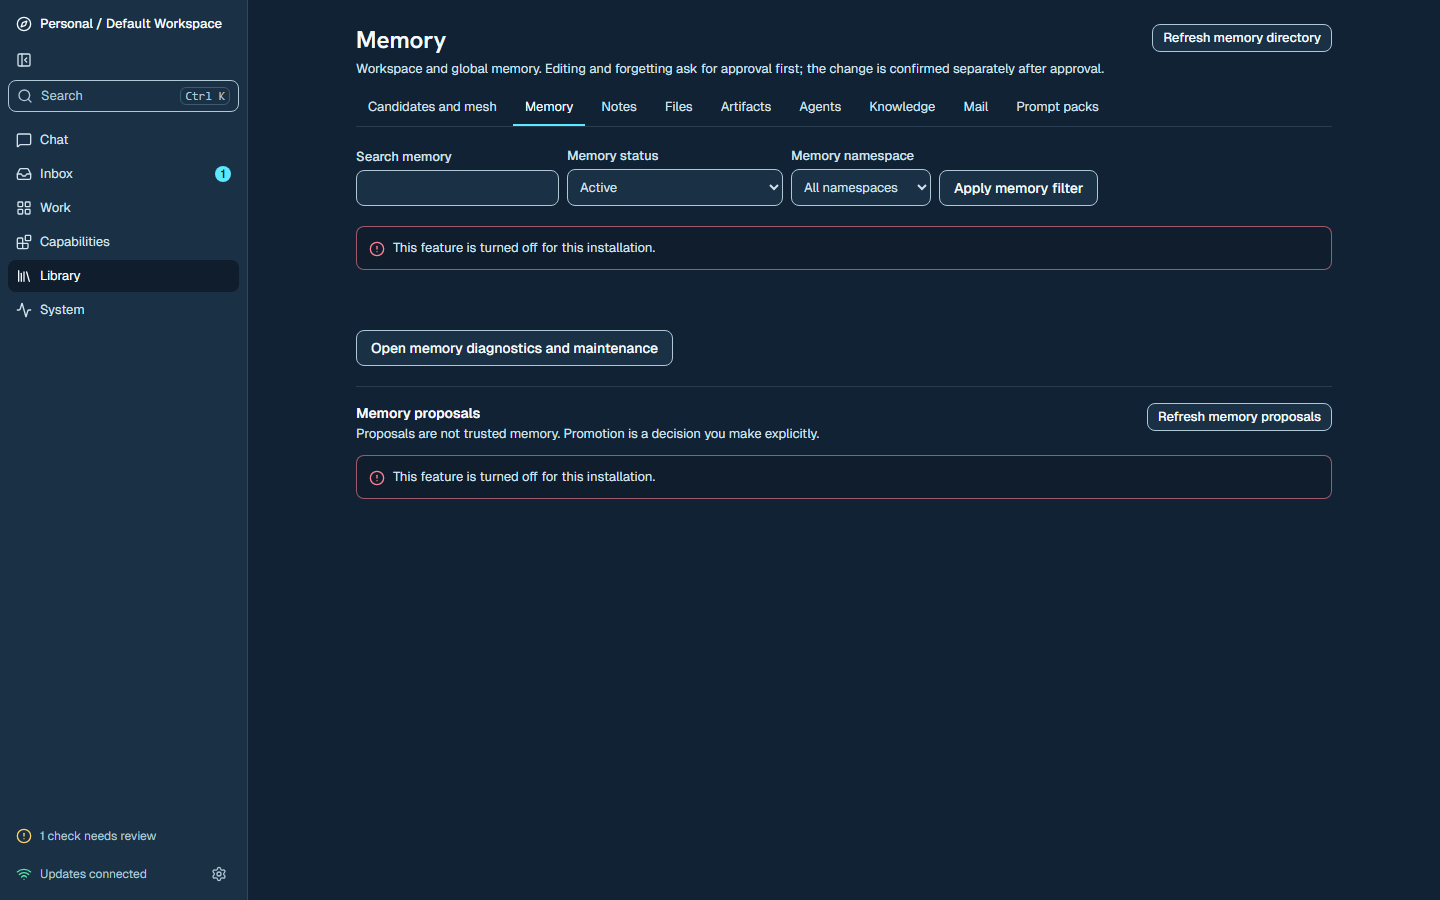 Personal / Default Workspace
Search Ctrl K
Chat
Inbox 1
Work
Capabilities
Library
System
1 check needs review
Updates connected
Memory
Refresh memory directory
Workspace and global memory. Editing and forgetting ask for approval first; the change is confirmed separately after approval.
Candidates and mesh Memory Notes Files Artifacts Agents Knowledge Mail Prompt packs
Search memory Memory status Memory namespace
Active All namespaces Apply memory filter
This feature is turned off for this installation.
Open memory diagnostics and maintenance
Memory proposals
Refresh memory proposals
Proposals are not trusted memory. Promotion is a decision you make explicitly.
This feature is turned off for this installation.